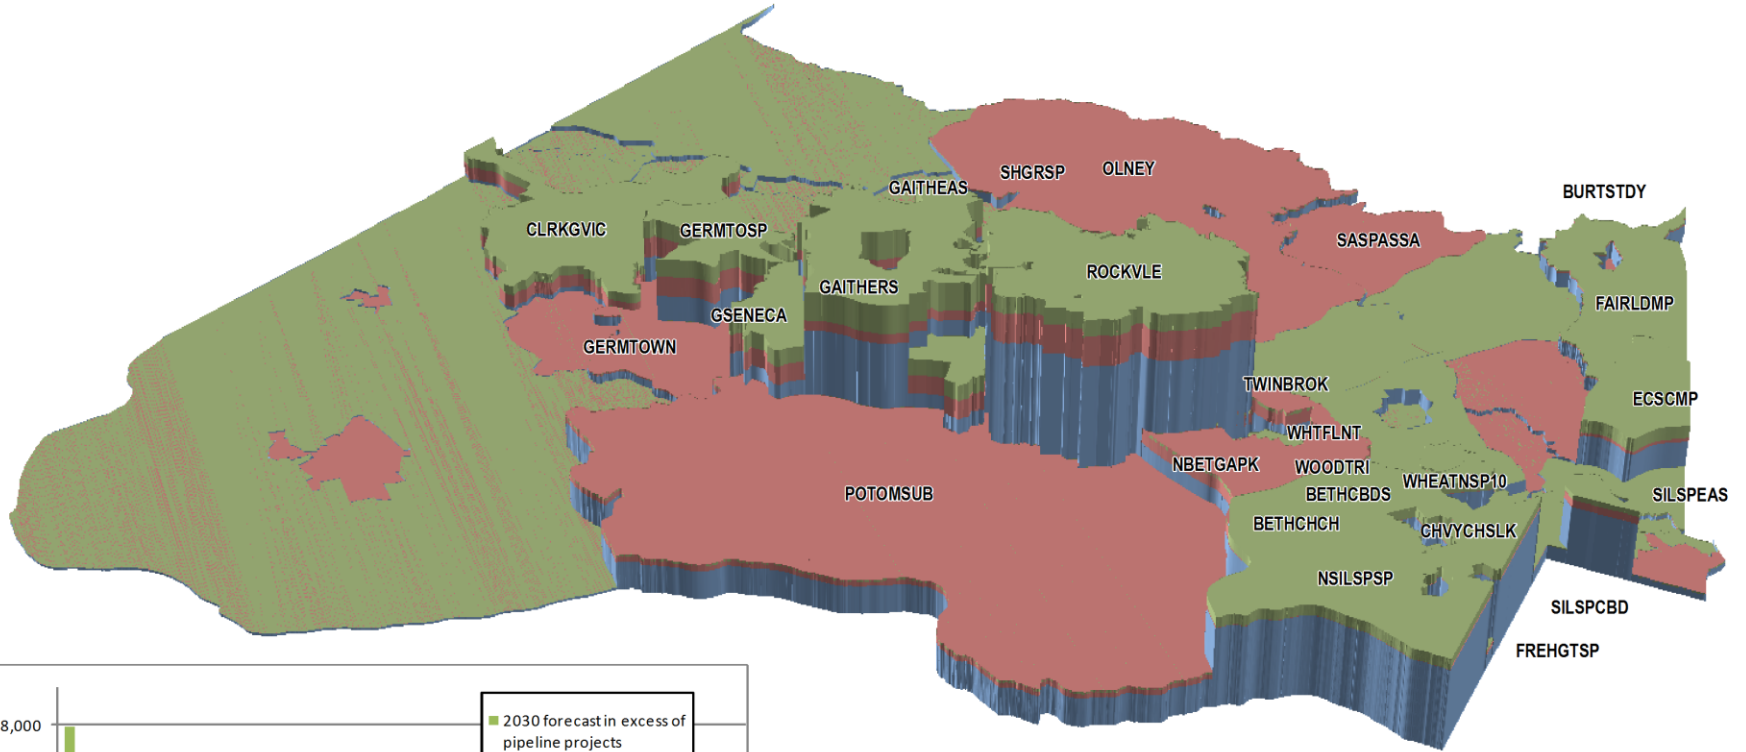 BURTSTDY
SHGRSP
OLNEY
GAITHEAS
CLRKGVIC
GERMTOSP
SASPASSA
ROCKVLE
GAITHERS
FAIRLDMP
GSENECA
GERMTOWN
TWINBROK
ECSCMP
WHTFLNT
NBETGAPK
WOODTRI
WHEATNSP10
POTOMSUB
BETHCBDS
SILSPEAS
BETHCHCH
CHVYCHSLK
NSILSPSP
SILSPCBD
FREHGTSP
8,000
2030 forecast in excess of
pipeline projects